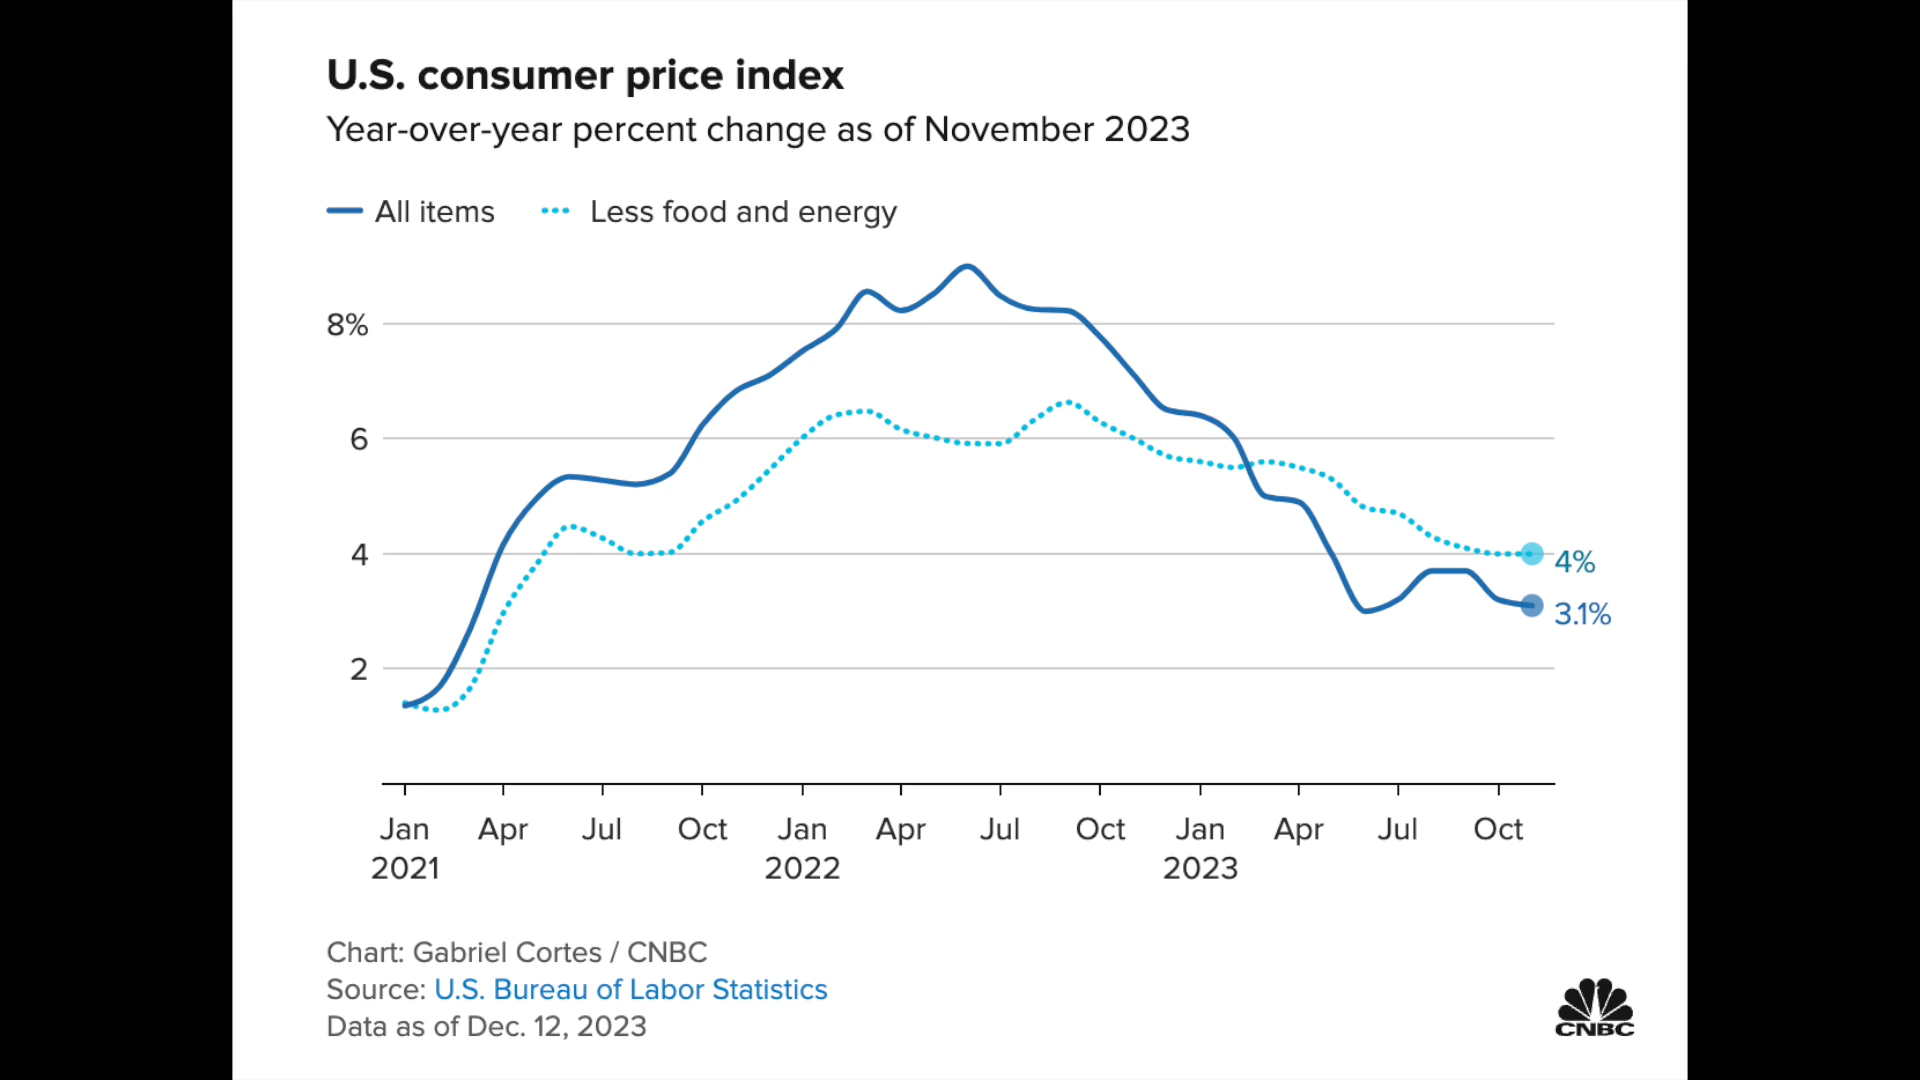 U.S. consumer price index
Year-over-year percent change as of November 2023
All items Less food and energy
8%
6
4
4%
3.1%
2
Jan Apr Jul Oct Jan Apr Jul Oct Jan Apr Jul Oct
2021 2022 2023
Chart: Gabriel Cortes / CNBC
Source: U.S. Bureau of Labor Statistics
Data as of Dec. 12, 2023
CNBC